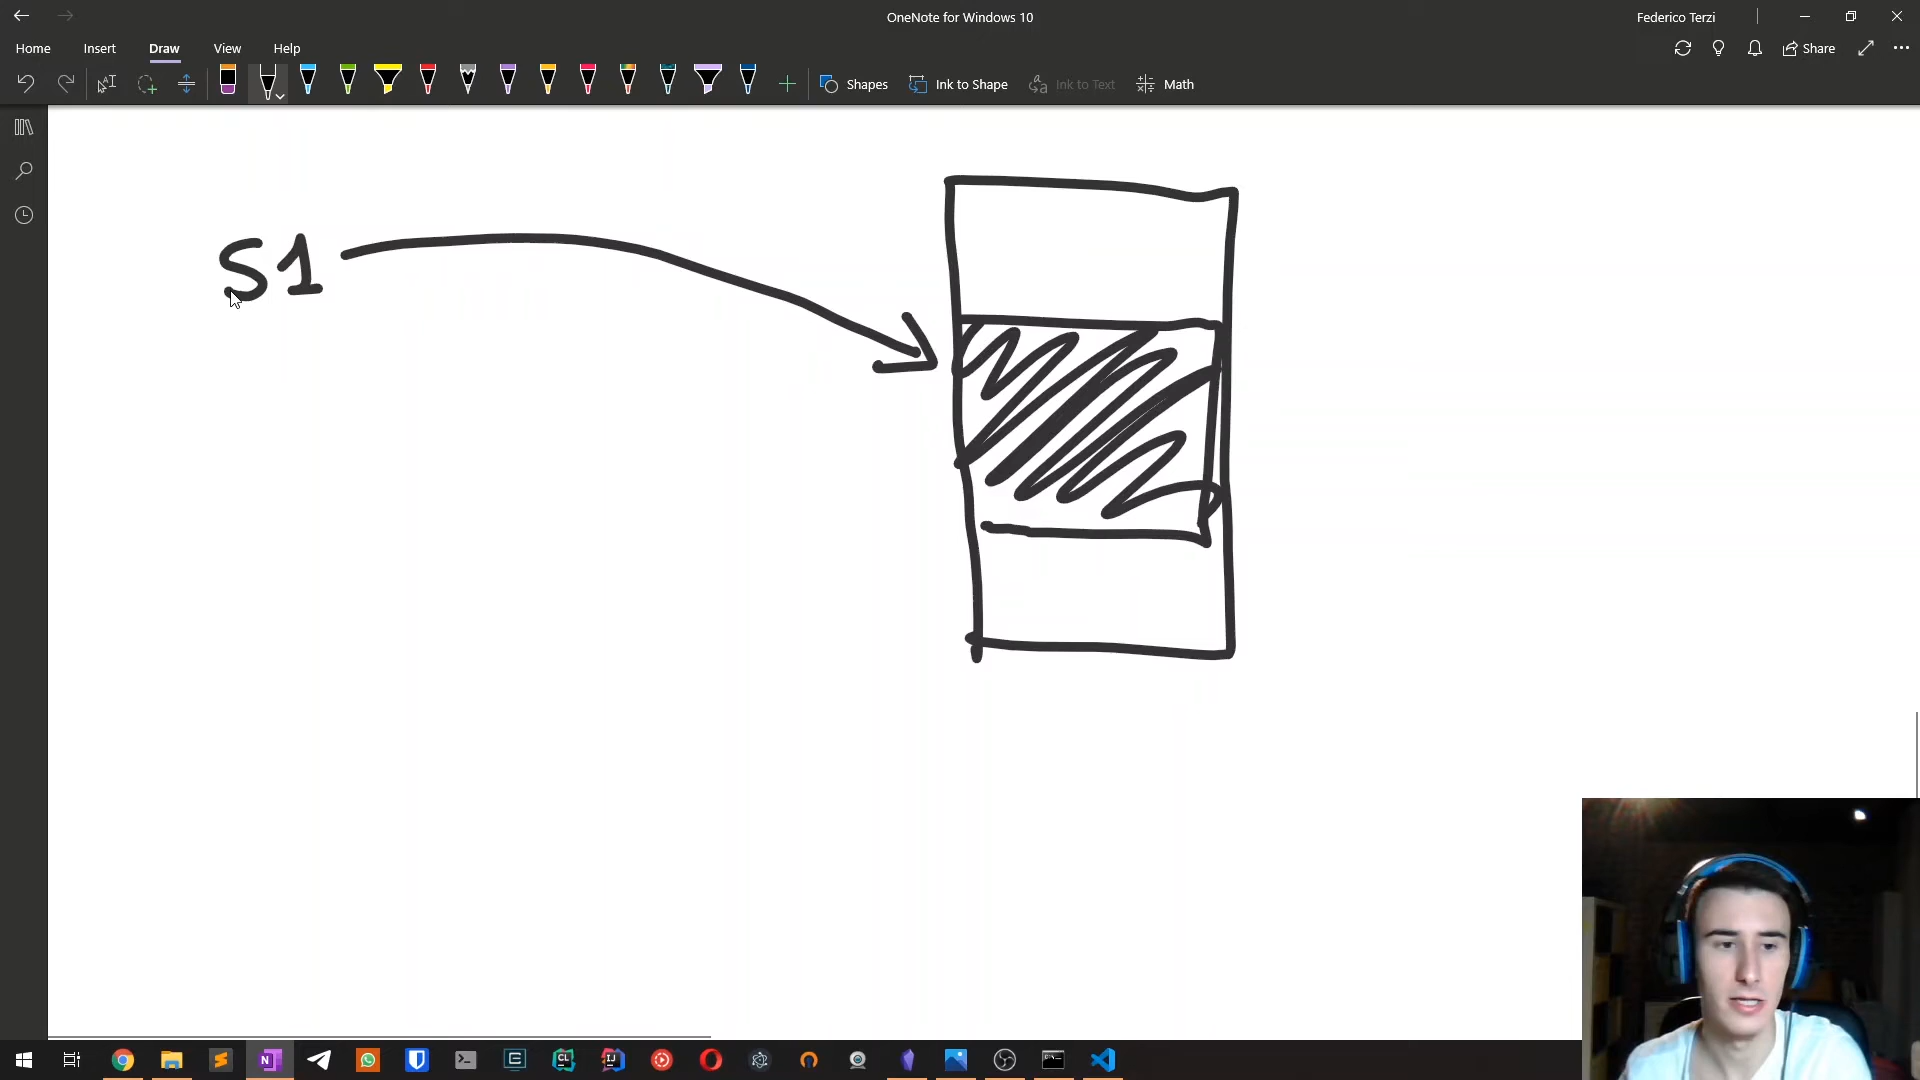 OneNote for Windows 10
Federico Terzi
Home Insert Draw View Help
Share
Shapes Ink to Shape Ink to Text Math
S1